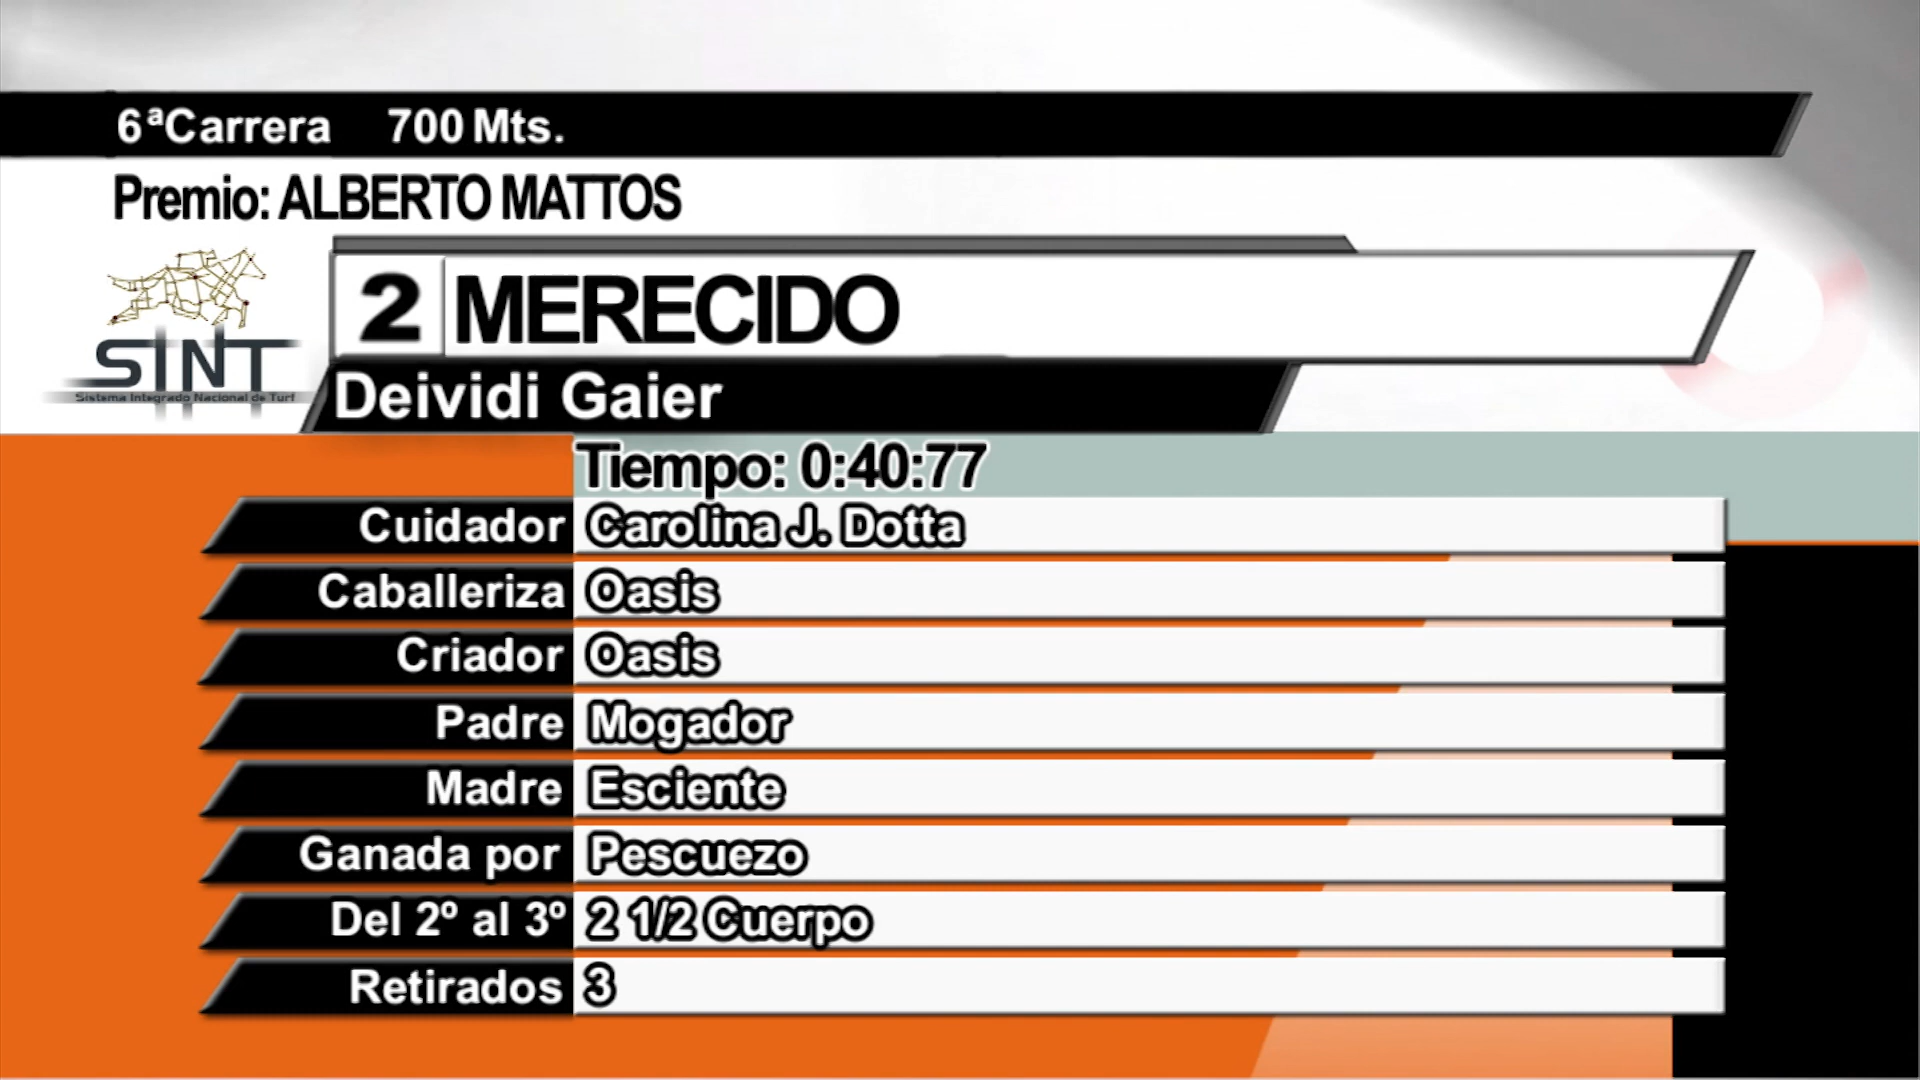 6ªCarrera 700 Mts.
Premio: ALBERTO MATTOS
2 MERECIDO
SINT
Sistema Integrado Nacional de Turf
Deividi Gaier
Tiempo: 0:40:77
Cuidador Carolina J. Dotta
Caballeriza Oasis
Criador Oasis
Padre Mogador
Madre Esciente
Ganada por Pescuezo
Del 2º al 3º 2 1/2 Cuerpo
Retirados 3